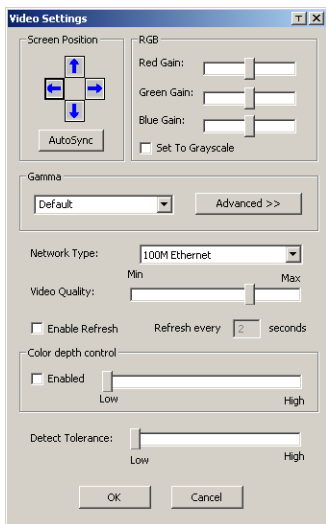 Video Settings
Screen Position
AutoSync
RGB
Red Gain:
Green Gain:
Blue Gain:
Set To Grayscale
Gamma
Default
Advanced >>
Network Type:
100M Ethernet
Min
Max
Video Quality:
Enable Refresh
Refresh every 2 seconds
Color depth control
Enabled
Low
High
Detect Tolerance:
Low
High
OK
Cancel